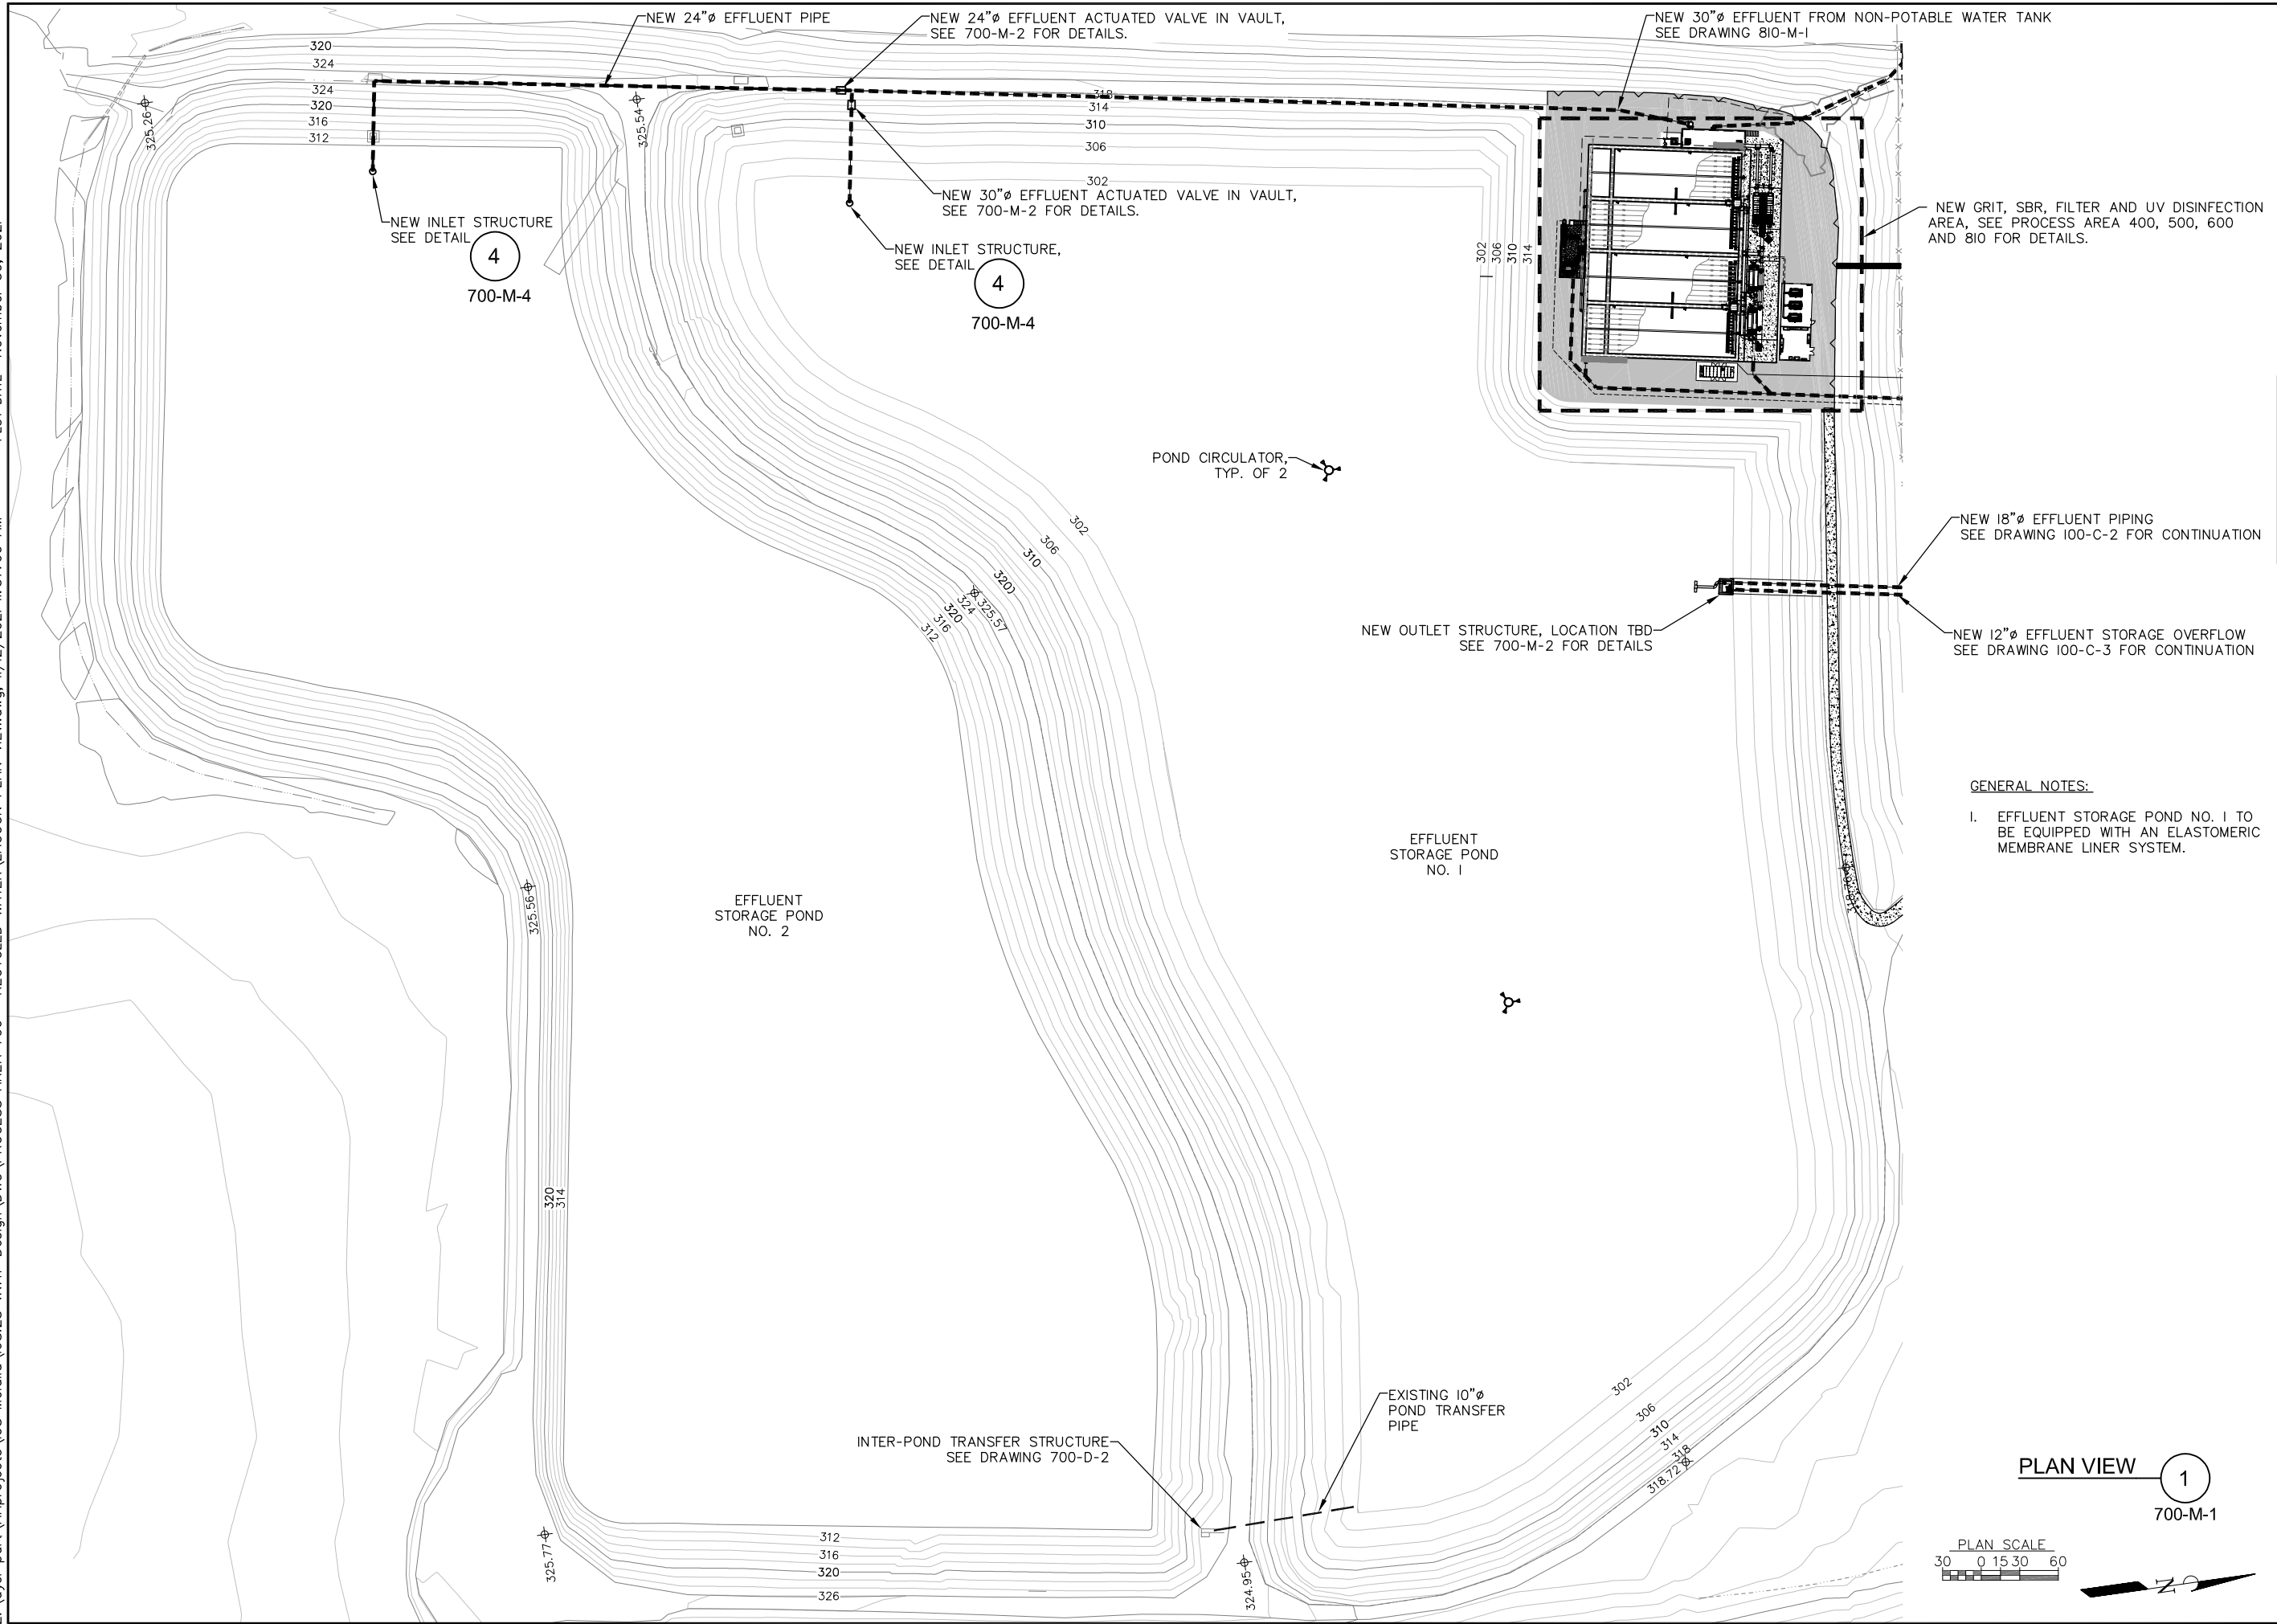 NEW 24"ø EFFLUENT PIPE
NEW 24"ø EFFLUENT ACTUATED VALVE IN VAULT,
SEE 700-M-2 FOR DETAILS.
NEW 30"ø EFFLUENT FROM NON-POTABLE WATER TANK
SEE DRAWING 810-M-1
320
324
324
320
316
312
325.26
325.54
318
314
310
306
302
NEW 30"ø EFFLUENT ACTUATED VALVE IN VAULT,
SEE 700-M-2 FOR DETAILS.
NEW INLET STRUCTURE
SEE DETAIL
4
700-M-4
NEW INLET STRUCTURE,
SEE DETAIL
4
700-M-4
302
306
310
314
NEW GRIT, SBR, FILTER AND UV DISINFECTION
AREA, SEE PROCESS AREA 400, 500, 600
AND 810 FOR DETAILS.
POND CIRCULATOR,
TYP. OF 2
302
306
310
320
325.57
324
320
316
312
NEW 18"ø EFFLUENT PIPING
SEE DRAWING 100-C-2 FOR CONTINUATION
NEW OUTLET STRUCTURE, LOCATION TBD
SEE 700-M-2 FOR DETAILS
NEW 12"ø EFFLUENT STORAGE OVERFLOW
SEE DRAWING 100-C-3 FOR CONTINUATION
GENERAL NOTES:
1. EFFLUENT STORAGE POND NO. 1 TO
BE EQUIPPED WITH AN ELASTOMERIC
MEMBRANE LINER SYSTEM.
EFFLUENT
STORAGE POND
NO. 1
EFFLUENT
STORAGE POND
NO. 2
325.56
320
314
EXISTING 10"ø
POND TRANSFER
PIPE
INTER-POND TRANSFER STRUCTURE
SEE DRAWING 700-D-2
302
306
310
314
318
318.72
312
316
320
326
325.77
324.95
PLAN VIEW
1
700-M-1
PLAN SCALE
30 0 15 30 60
N